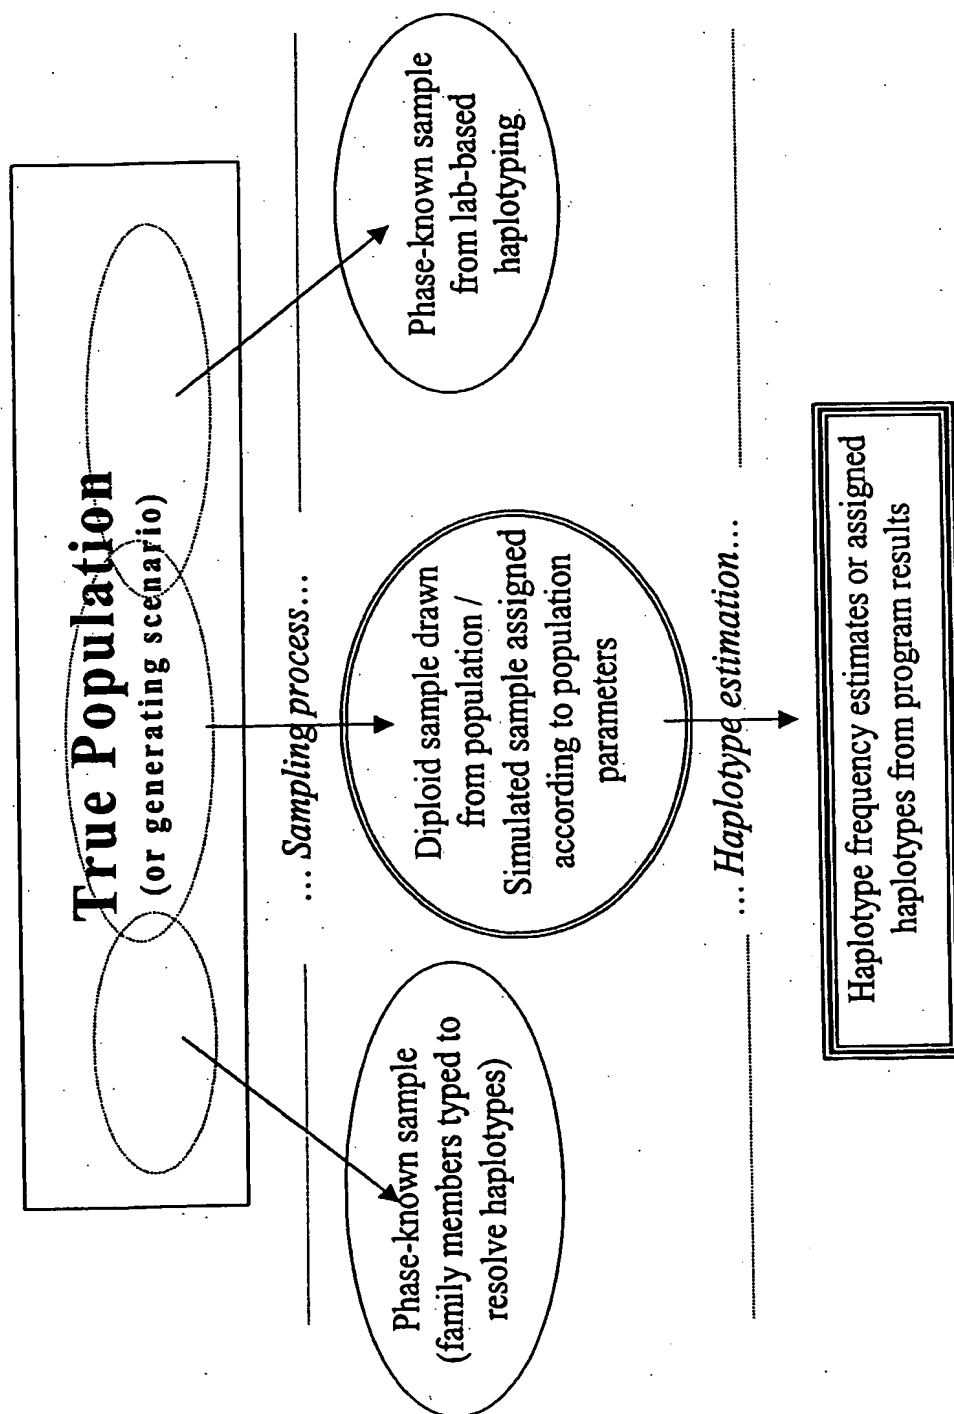 True Population
(or generating scenario)
... Sampling process...
Phase-known sample
(family members typed to
resolve haplotypes)
Diploid sample drawn
from population /
Simulated sample assigned
according to population
parameters
Phase-known sample
from lab-based
haplotyping
... Haplotype estimation...
Haplotype frequency estimates or assigned
haplotypes from program results